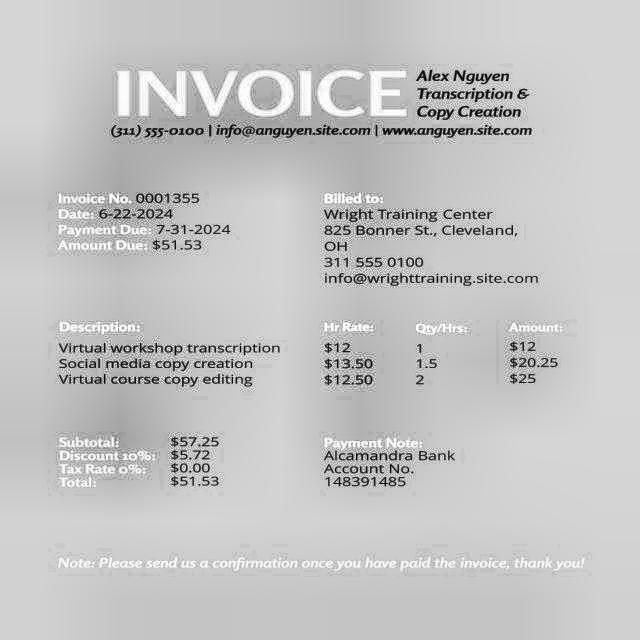 INVOICE
Alex Nguyen
Transcription &
Copy Creation
(311) 555-0100 | info@anguyen.site.com | www.anguyen.site.com
Invoice No. 0001355
Date: 6-22-2024
Payment Due: 7-31-2024
Amount Due: $51.53
Billed to:
Wright Training Center
825 Bonner St., Cleveland,
OH
311 555 0100
info@wrighttraining.site.com
Description: Hr Rate: Qty/Hrs: Amount:
Virtual workshop transcription $12 1 $12
Social media copy creation $13.50 1.5 $20.25
Virtual course copy editing $12.50 2 $25
Subtotal: $57.25
Discount 10%: $5.72
Tax Rate 0%: $0.00
Total: $51.53
Payment Note:
Alcamandra Bank
Account No.
148391485
Note: Please send us a confirmation once you have paid the invoice, thank you!